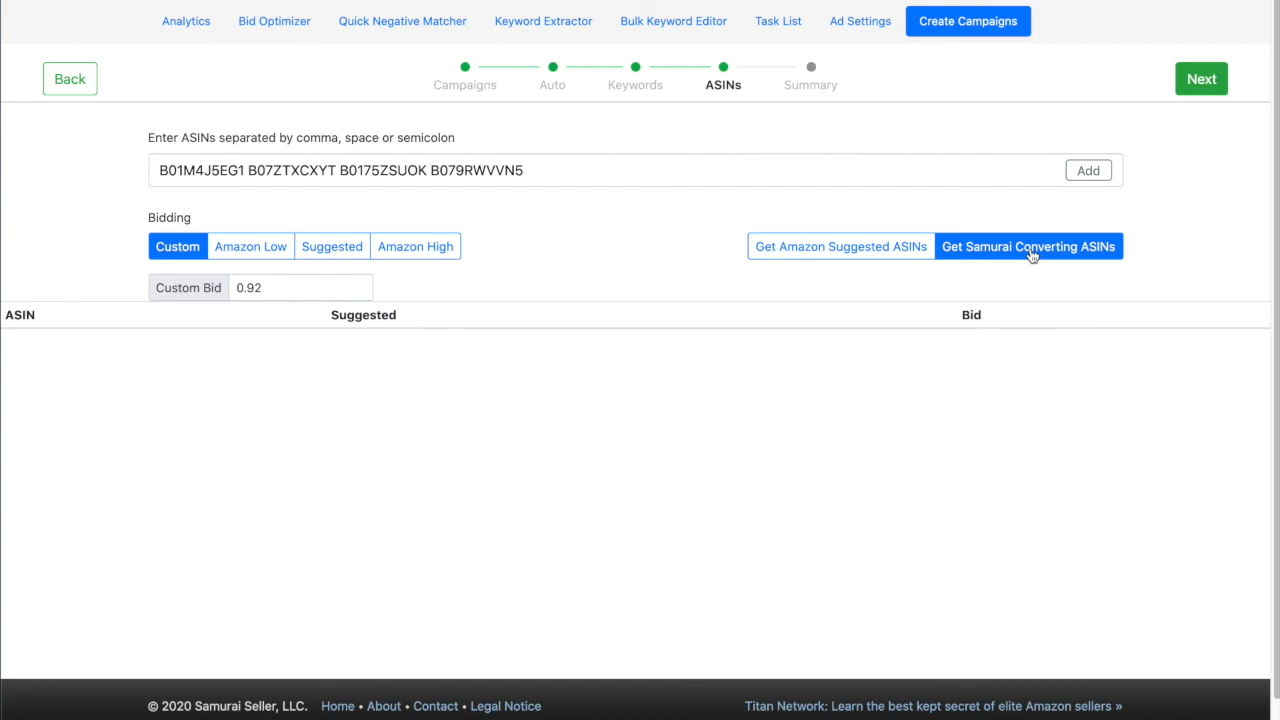 Analytics Bid Optimizer Quick Negative Matcher Keyword Extractor Bulk Keyword Editor Task List Ad Settings Create Campaigns
Back
Campaigns Auto Keywords ASINs Summary
Next
Enter ASINs separated by comma, space or semicolon
B01M4J5EG1 B07ZTXCXYT B0175ZSUOK B079RWVVN5 Add
Bidding
Custom Amazon Low Suggested Amazon High Get Amazon Suggested ASINs Get Samurai Converting ASINs
Custom Bid 0.92
ASIN Suggested Bid
© 2020 Samurai Seller, LLC. Home • About • Contact • Legal Notice Titan Network: Learn the best kept secret of elite Amazon sellers »